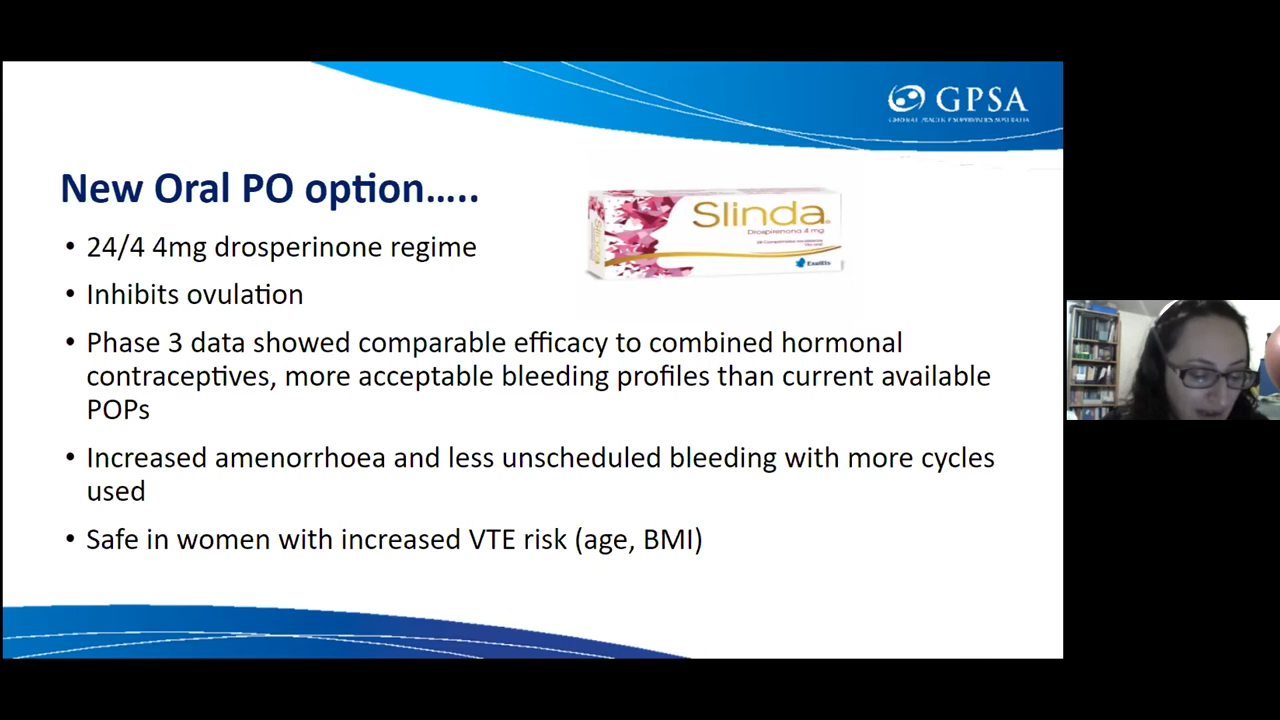 GPSA
New Oral PO option…..
Slinda
Drospirenona 4 mg
Exeltis
• 24/4 4mg drosperinone regime
• Inhibits ovulation
• Phase 3 data showed comparable efficacy to combined hormonal
contraceptives, more acceptable bleeding profiles than current available
POPs
• Increased amenorrhoea and less unscheduled bleeding with more cycles
used
• Safe in women with increased VTE risk (age, BMI)